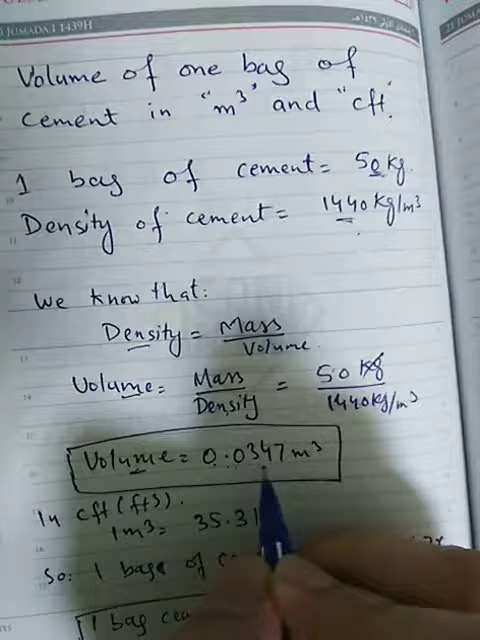 JUMADA I 1439H
Volume of one bag of
cement in "m³" and "cft".
1 bag of cement = 50 kg.
Density of cement = 1440 kg/m³
We know that:
Density = Mass / Volume.
Volume = Mass / Density = 50 kg / 1440 kg/m³
Volume = 0.0347 m³
In cft (ft3).
1m³ = 35.31
So: 1 bage of
1 bag